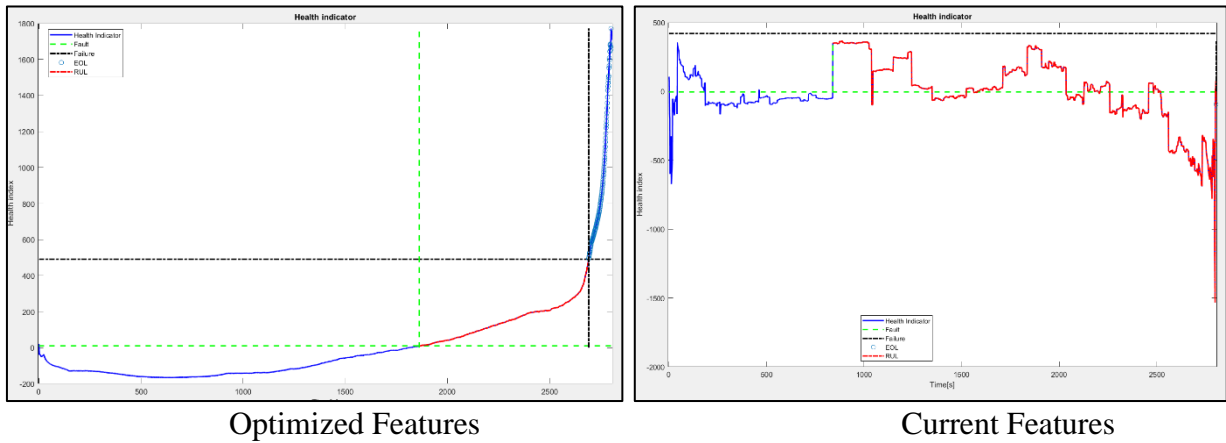 Health indicator
1800
1600
1400
1200
1000
800
600
400
200
0
-200
Health index
Health Indicator
Fault
Failure
EOL
RUL
0
500
1000
1500
2000
2500
Health indicator
500
0
-500
-1000
-1500
-2000
Health index
Health Indicator
Fault
Failure
EOL
RUL
0
500
1000
1500
2000
2500
Time[s]
Optimized Features
Current Features